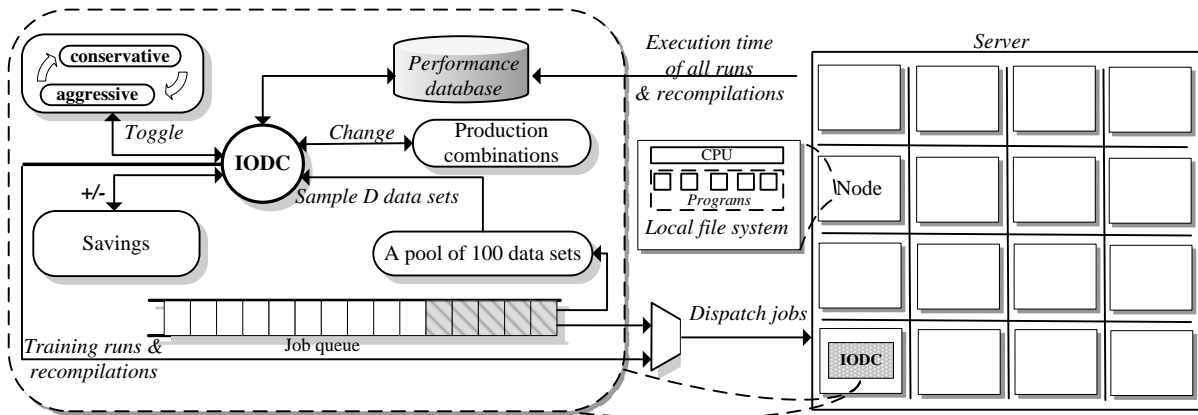 conservative
aggressive
Toggle
Performance
database
Execution time
of all runs
& recompilations
Server
IODC
Change
Production
combinations
CPU
Programs
Local file system
Node
+/-
Sample D data sets
Savings
A pool of 100 data sets
Job queue
Training runs &
recompilations
Dispatch jobs
IODC